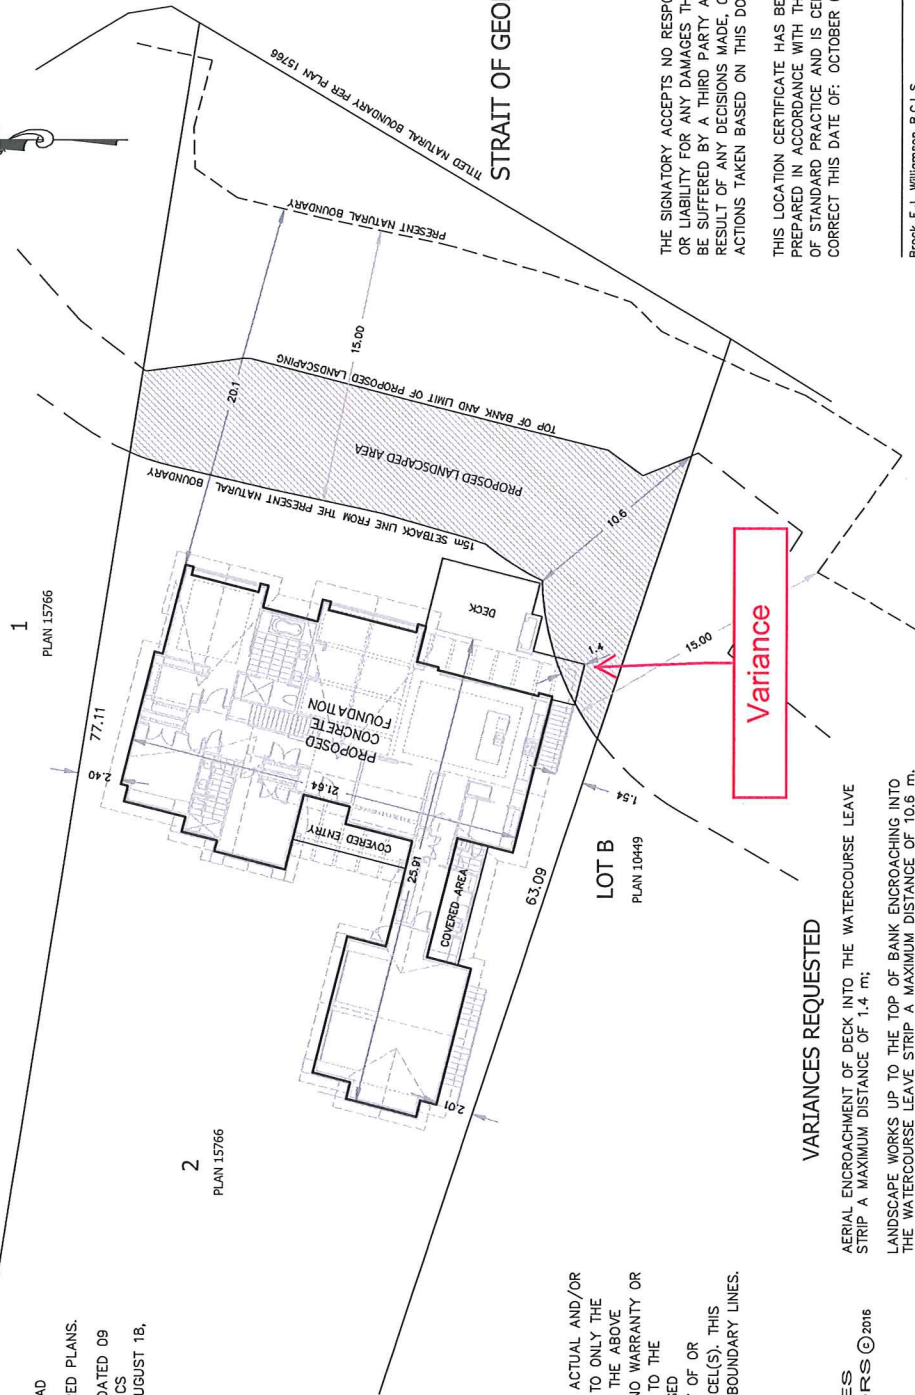 STRAIT OF GEO
TITLED NATURAL BOUNDARY PER PLAN 15766
PRESENT NATURAL BOUNDARY
THE SIGNATORY ACCEPTS NO RESPO
OR LIABILITY FOR ANY DAMAGES TH
BE SUFFERED BY A THIRD PARTY A
RESULT OF ANY DECISIONS MADE, O
ACTIONS TAKEN BASED ON THIS DO
THIS LOCATION CERTIFICATE HAS BE
PREPARED IN ACCORDANCE WITH TH
OF STANDARD PRACTICE AND IS CE
CORRECT THIS DATE OF: OCTOBER
Brock F.J. Williamson, B.C.L.S.
20.1
15.00
TOP OF BANK AND LIMIT OF PROPOSED LANDSCAPING
PROPOSED LANDSCAPED AREA
15m SETBACK LINE FROM THE PRESENT NATURAL BOUNDARY
10.6
1
PLAN 15766
77.11
DECK
1.4
15.00
Variance
PROPOSED
CONCRETE
FOUNDATION
2.40
21.64
COVERED ENTRY
25.91
COVERED AREA
1.54
63.09
LOT B
PLAN 10449
2.01
2
PLAN 15766
VARIANCES REQUESTED
AERIAL ENCROACHMENT OF DECK INTO THE WATERCOURSE LEAVE
STRIP A MAXIMUM DISTANCE OF 1.4 m;
LANDSCAPE WORKS UP TO THE TOP OF BANK ENCROACHING INTO
THE WATERCOURSE LEAVE STRIP A MAXIMUM DISTANCE OF 10.6 m.
AD
ED PLANS.
DATED 09
CS
UGUST 18,
ACTUAL AND/OR
TO ONLY THE
THE ABOVE
NO WARRANTY OR
TO THE
SED
Y OF OR
CEL(S). THIS
BOUNDARY LINES.
ES
ORS © 2016